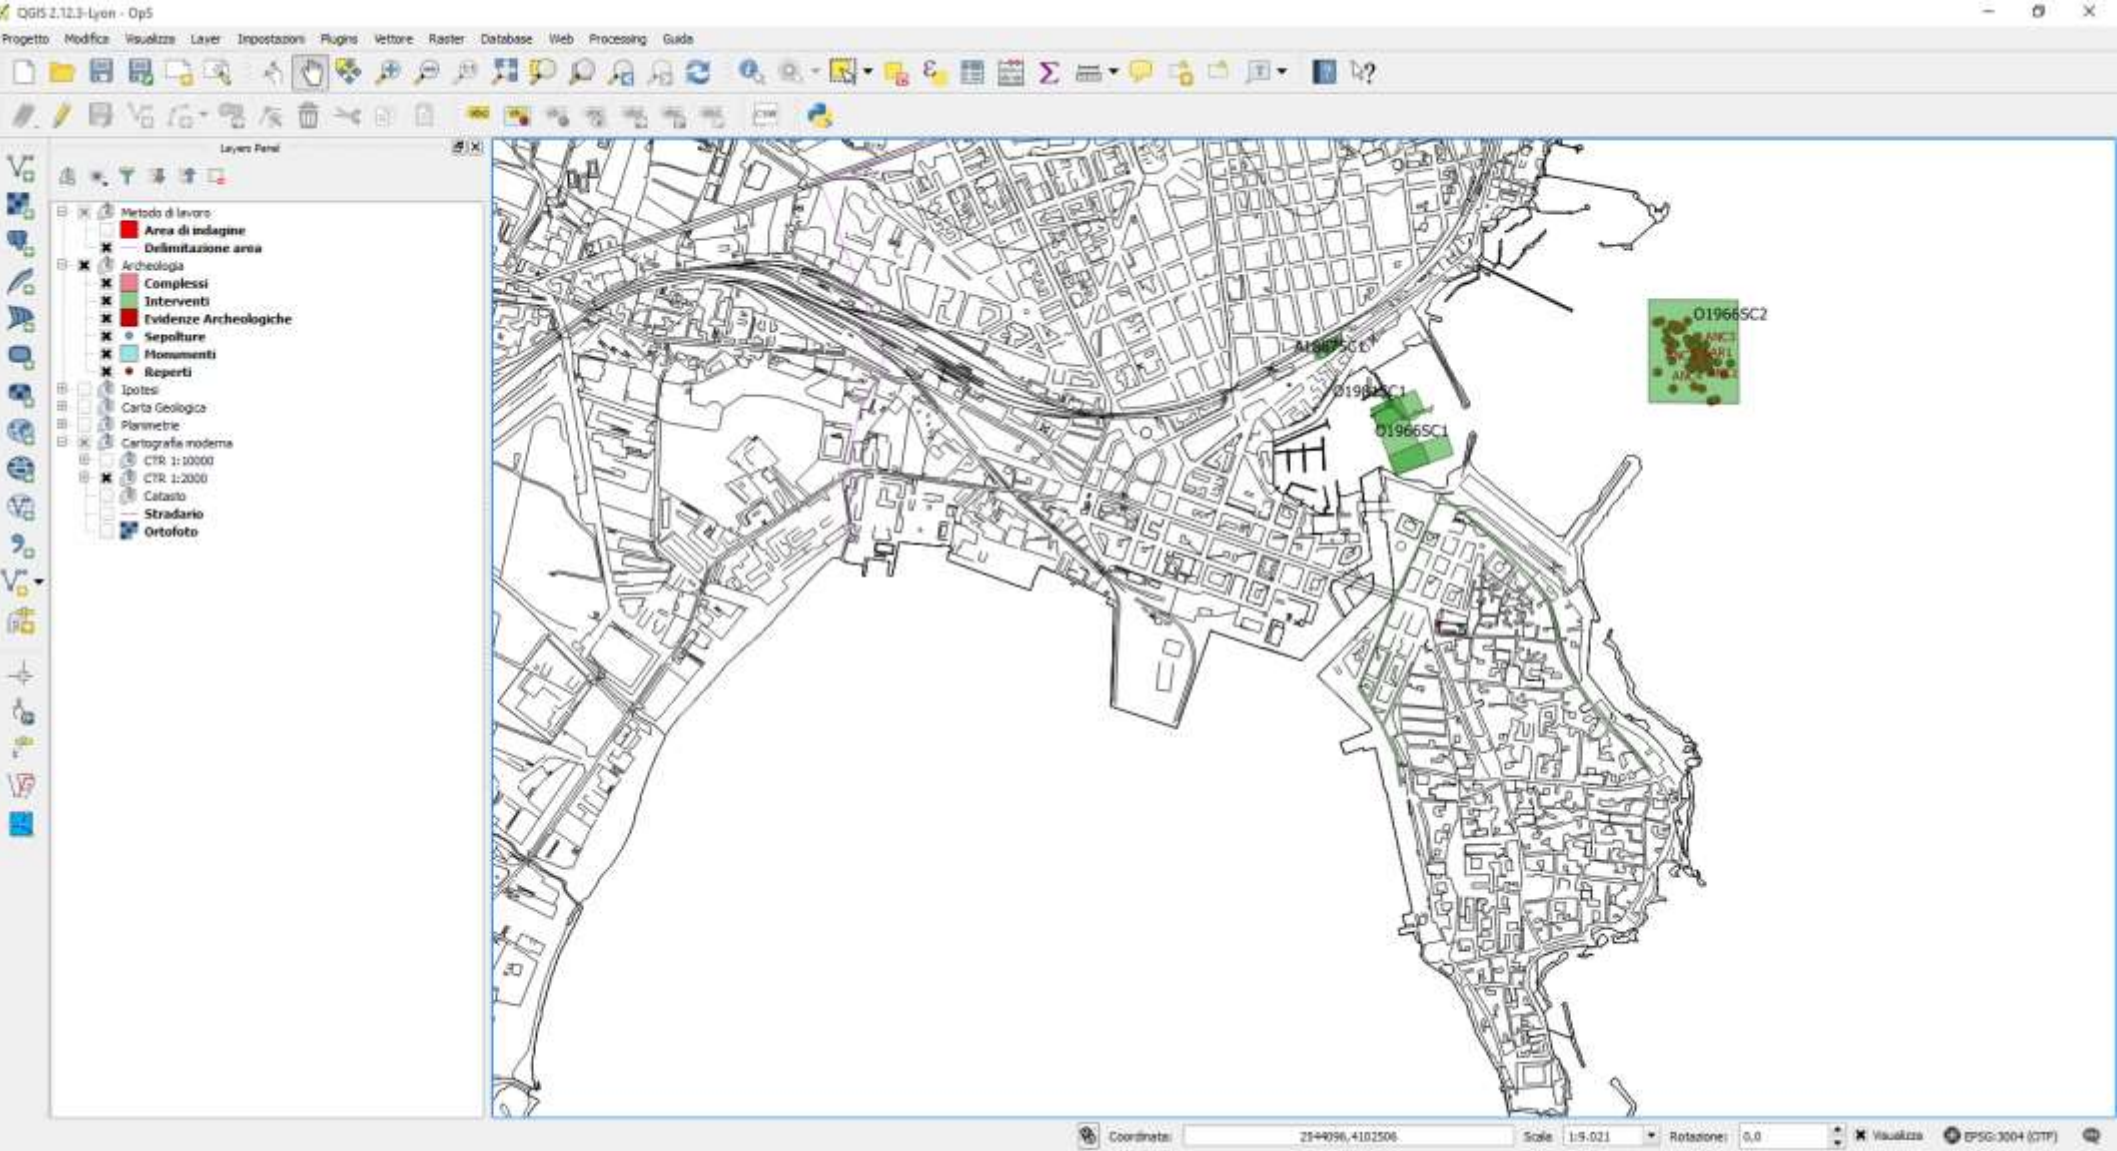 QGIS 2.12.3-Lyon - Op5
Progetto Modifica Visualizza Layer Impostazioni Plugins Vettore Raster Database Web Processing Guida
Layers Panel
Metodo di lavoro
Area di indagine
Delimitazione area
Archeologia
Complessi
Interventi
Evidenze Archeologiche
Sepolture
Monumenti
Reperti
Ipotesi
Carta Geologica
Planimetrie
Cartografia moderna
CTR 1:10000
CTR 1:2000
Catasto
Stradario
Ortofoto
O1966SC2
O1966SC1
Coordinata: 2544096,4102506 Scala 1:9.021 Rotazione: 0,0 Visualizza EPSG:3004 (OTF)